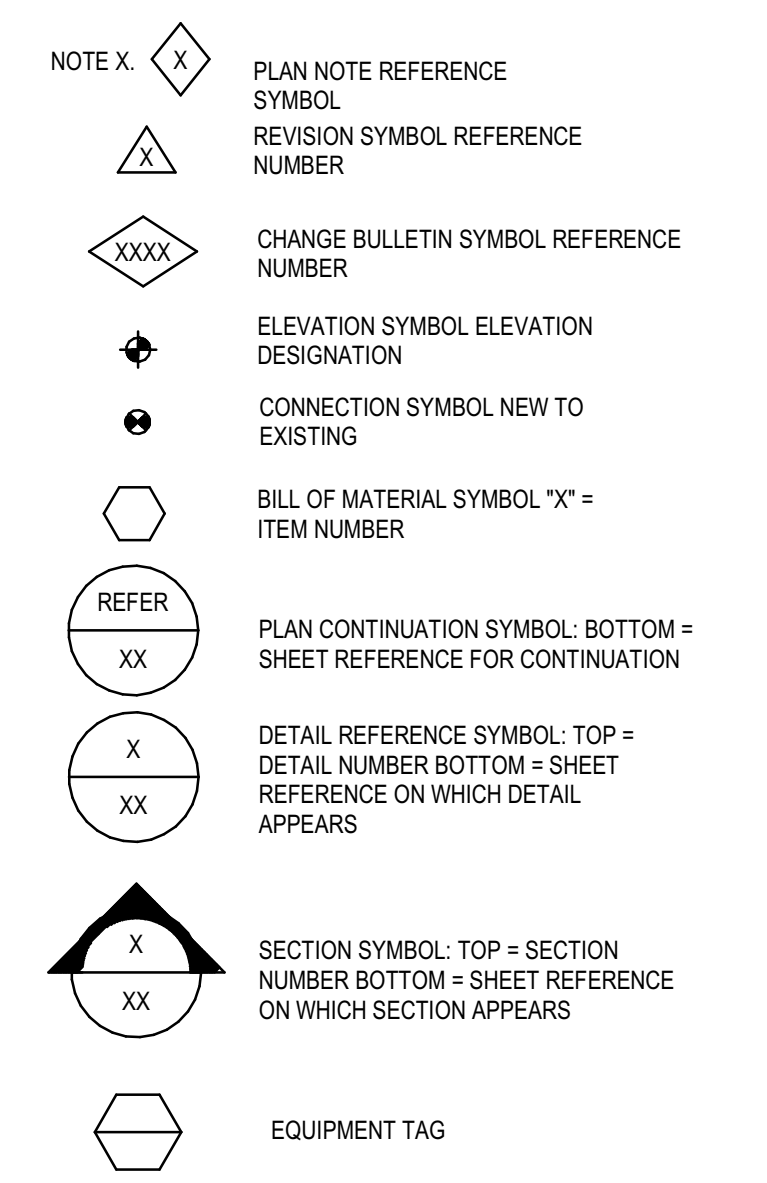 NOTE X.
X
PLAN NOTE REFERENCE
SYMBOL
X
REVISION SYMBOL REFERENCE
NUMBER
XXXX
CHANGE BULLETIN SYMBOL REFERENCE
NUMBER
ELEVATION SYMBOL ELEVATION
DESIGNATION
CONNECTION SYMBOL NEW TO
EXISTING
BILL OF MATERIAL SYMBOL "X" =
ITEM NUMBER
REFER
XX
PLAN CONTINUATION SYMBOL: BOTTOM =
SHEET REFERENCE FOR CONTINUATION
X
XX
DETAIL REFERENCE SYMBOL: TOP =
DETAIL NUMBER BOTTOM = SHEET
REFERENCE ON WHICH DETAIL
APPEARS
X
XX
SECTION SYMBOL: TOP = SECTION
NUMBER BOTTOM = SHEET REFERENCE
ON WHICH SECTION APPEARS
EQUIPMENT TAG